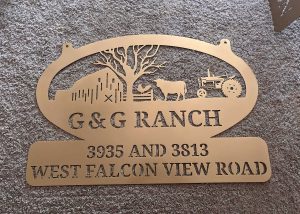 G & G RANCH
3935 AND 3813
WEST FALCON VIEW ROAD